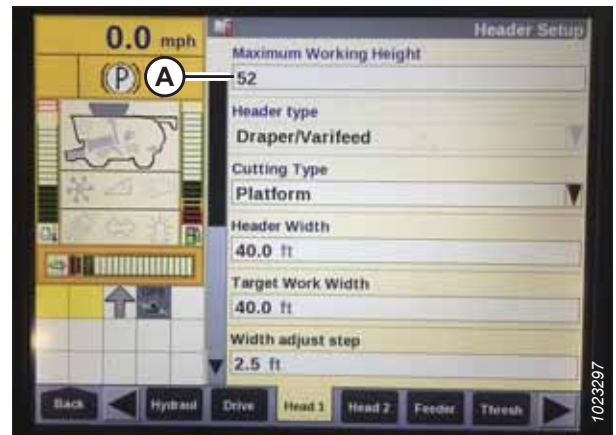 0.0 mph
(P)
A
Header Setup
Maximum Working Height
52
Header type
Draper/Varifeed
Cutting Type
Platform
Header Width
40.0 ft
Target Work Width
40.0 ft
Width adjust step
2.5 ft
Back
Hydraul
Drive
Head 1
Head 2
Feeder
Thresh
1023297